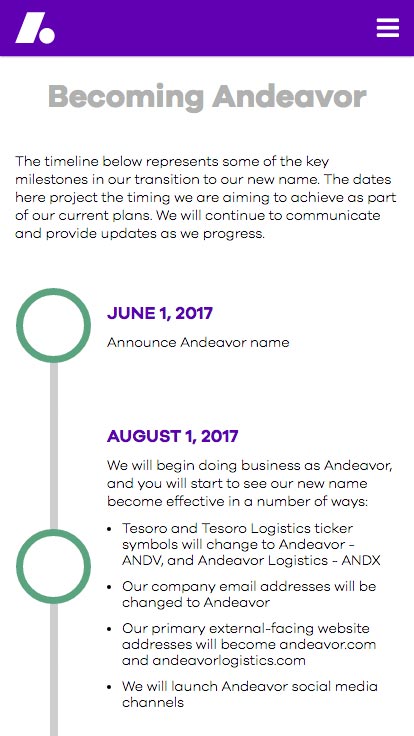 Becoming Andeavor
The timeline below represents some of the key
milestones in our transition to our new name. The dates
here project the timing we are aiming to achieve as part
of our current plans. We will continue to communicate
and provide updates as we progress.
JUNE 1, 2017
Announce Andeavor name
AUGUST 1, 2017
We will begin doing business as Andeavor,
and you will start to see our new name
become effective in a number of ways:
• Tesoro and Tesoro Logistics ticker
symbols will change to Andeavor -
ANDV, and Andeavor Logistics - ANDX
• Our company email addresses will be
changed to Andeavor
• Our primary external-facing website
addresses will become andeavor.com
and andeavorlogistics.com
• We will launch Andeavor social media
channels